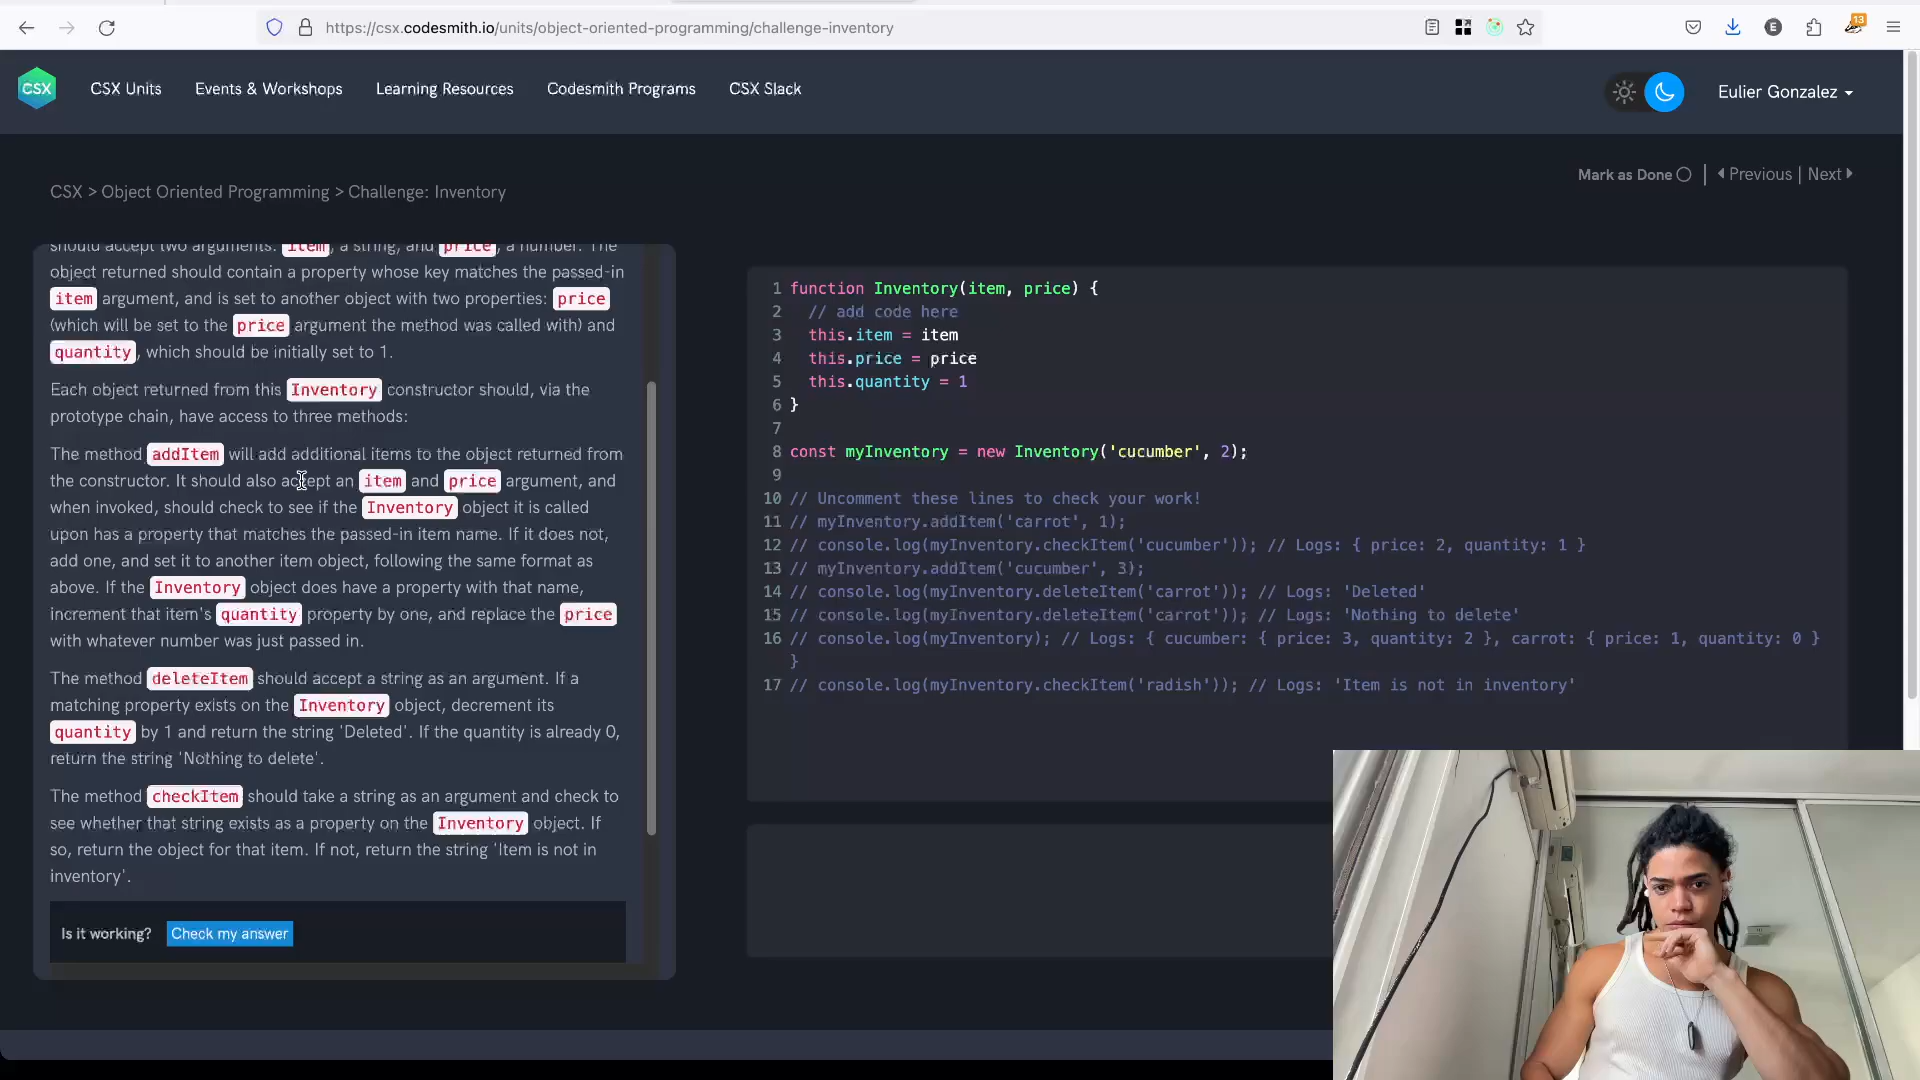 https://csx.codesmith.io/units/object-oriented-programming/challenge-inventory
E
13
CSX
CSX Units
Events & Workshops
Learning Resources
Codesmith Programs
CSX Slack
Eulier Gonzalez
CSX > Object Oriented Programming > Challenge: Inventory
Mark as Done | Previous | Next
should accept two arguments: item, a string, and price, a number. The
object returned should contain a property whose key matches the passed-in
item argument, and is set to another object with two properties: price
(which will be set to the price argument the method was called with) and
quantity, which should be initially set to 1.
Each object returned from this Inventory constructor should, via the
prototype chain, have access to three methods:
The method addItem will add additional items to the object returned from
the constructor. It should also accept an item and price argument, and
when invoked, should check to see if the Inventory object it is called
upon has a property that matches the passed-in item name. If it does not,
add one, and set it to another item object, following the same format as
above. If the Inventory object does have a property with that name,
increment that item's quantity property by one, and replace the price
with whatever number was just passed in.
The method deleteItem should accept a string as an argument. If a
matching property exists on the Inventory object, decrement its
quantity by 1 and return the string 'Deleted'. If the quantity is already 0,
return the string 'Nothing to delete'.
The method checkItem should take a string as an argument and check to
see whether that string exists as a property on the Inventory object. If
so, return the object for that item. If not, return the string 'Item is not in
inventory'.
Is it working? Check my answer
1 function Inventory(item, price) {
2 // add code here
3 this.item = item
4 this.price = price
5 this.quantity = 1
6 }
7
8 const myInventory = new Inventory('cucumber', 2);
9
10 // Uncomment these lines to check your work!
11 // myInventory.addItem('carrot', 1);
12 // console.log(myInventory.checkItem('cucumber')); // Logs: { price: 2, quantity: 1 }
13 // myInventory.addItem('cucumber', 3);
14 // console.log(myInventory.deleteItem('carrot')); // Logs: 'Deleted'
15 // console.log(myInventory.deleteItem('carrot')); // Logs: 'Nothing to delete'
16 // console.log(myInventory); // Logs: { cucumber: { price: 3, quantity: 2 }, carrot: { price: 1, quantity: 0 }
}
17 // console.log(myInventory.checkItem('radish')); // Logs: 'Item is not in inventory'